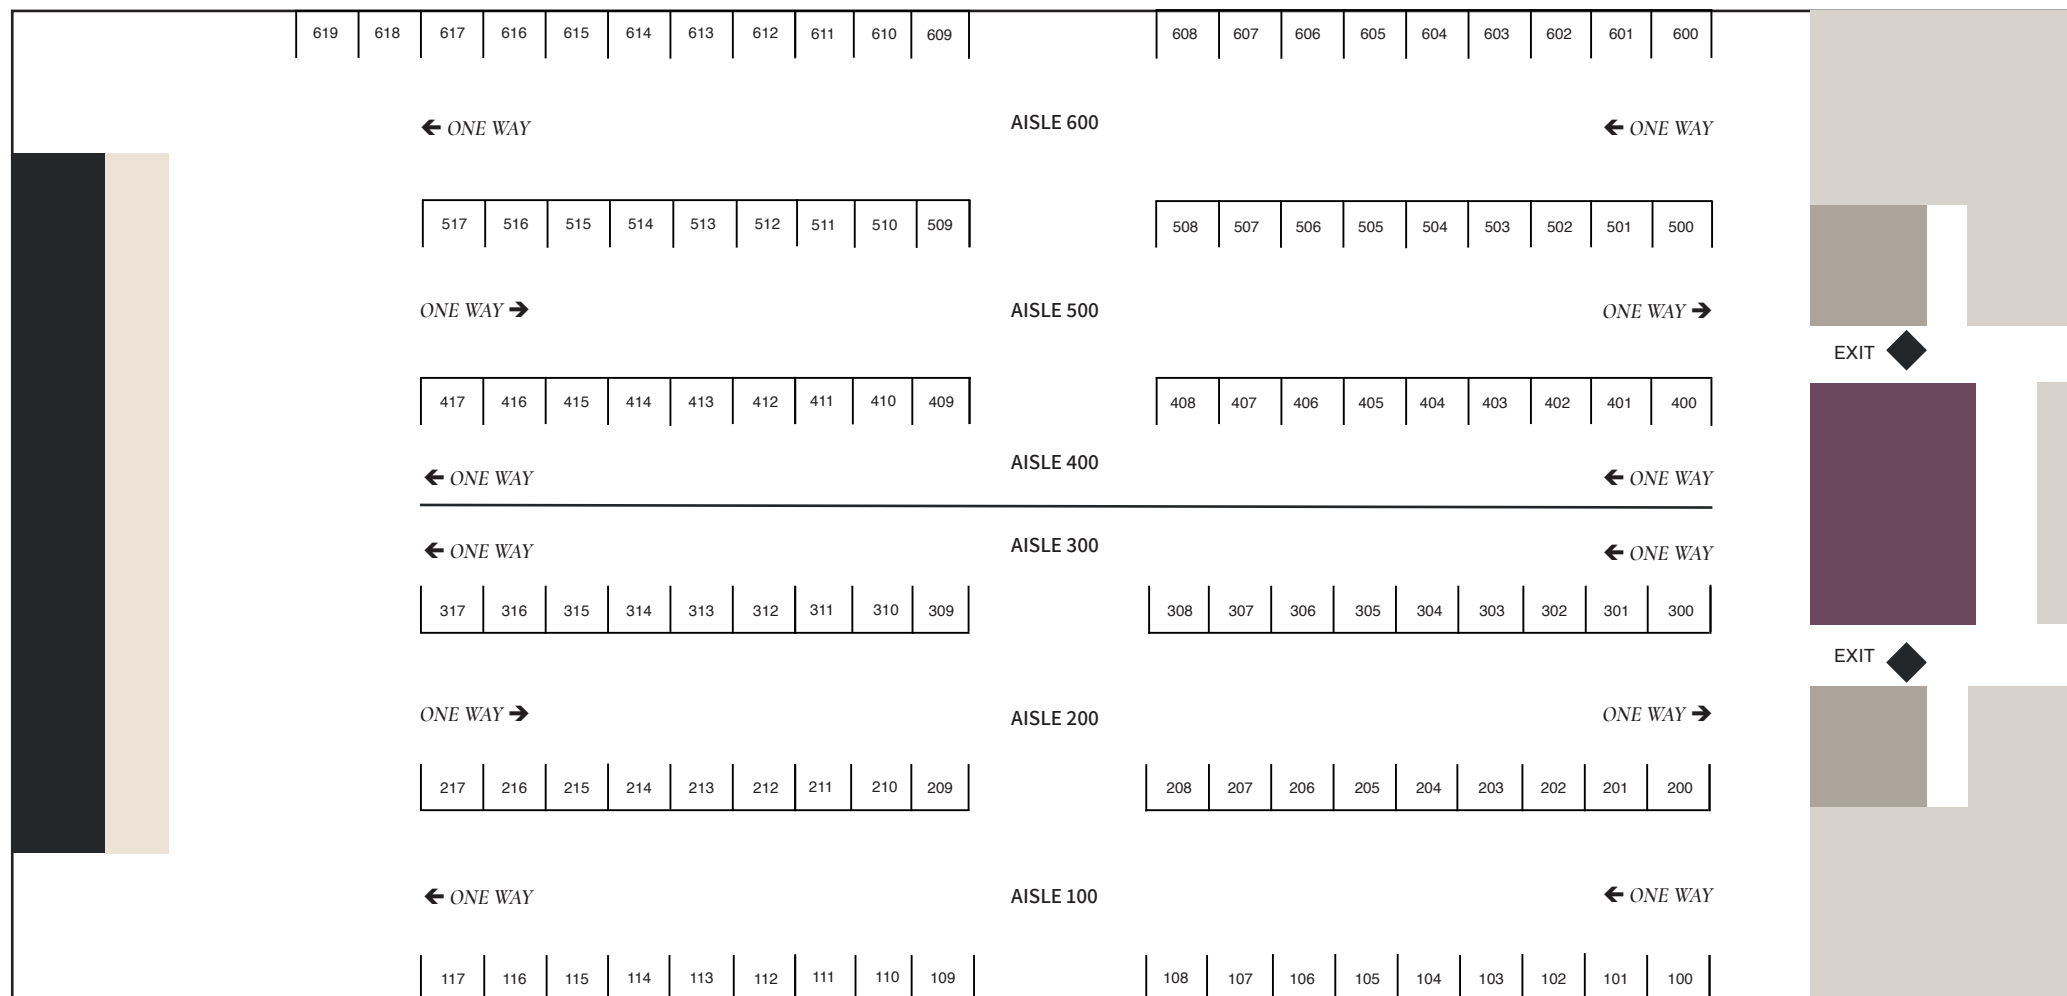 619 618 617 616 615 614 613 612 611 610 609 608 607 606 605 604 603 602 601 600
← ONE WAY AISLE 600 ← ONE WAY
517 516 515 514 513 512 511 510 509 508 507 506 505 504 503 502 501 500
ONE WAY → AISLE 500 ONE WAY →
EXIT
417 416 415 414 413 412 411 410 409 408 407 406 405 404 403 402 401 400
← ONE WAY AISLE 400 ← ONE WAY
← ONE WAY AISLE 300 ← ONE WAY
317 316 315 314 313 312 311 310 309 308 307 306 305 304 303 302 301 300
EXIT
ONE WAY → AISLE 200 ONE WAY →
217 216 215 214 213 212 211 210 209 208 207 206 205 204 203 202 201 200
← ONE WAY AISLE 100 ← ONE WAY
117 116 115 114 113 112 111 110 109 108 107 106 105 104 103 102 101 100